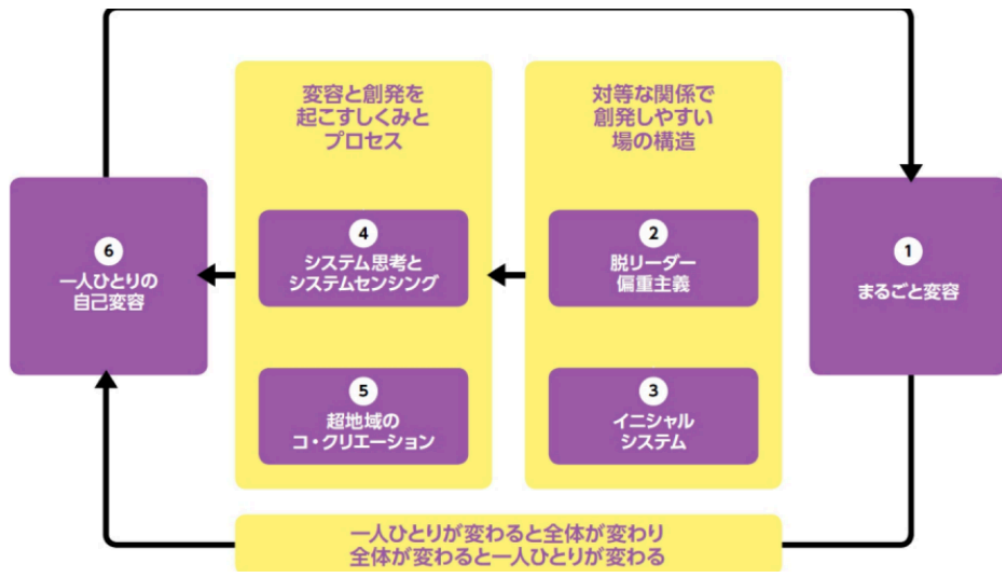 変容と創発を
起こすしくみと
プロセス
対等な関係で
創発しやすい
場の構造
6
一人ひとりの
自己変容
4
システム思考と
システムセンシング
2
脱リーダー
偏重主義
1
まるごと変容
5
超地域の
コ・クリエーション
3
イニシャル
システム
一人ひとりが変わると全体が変わり
全体が変わると一人ひとりが変わる